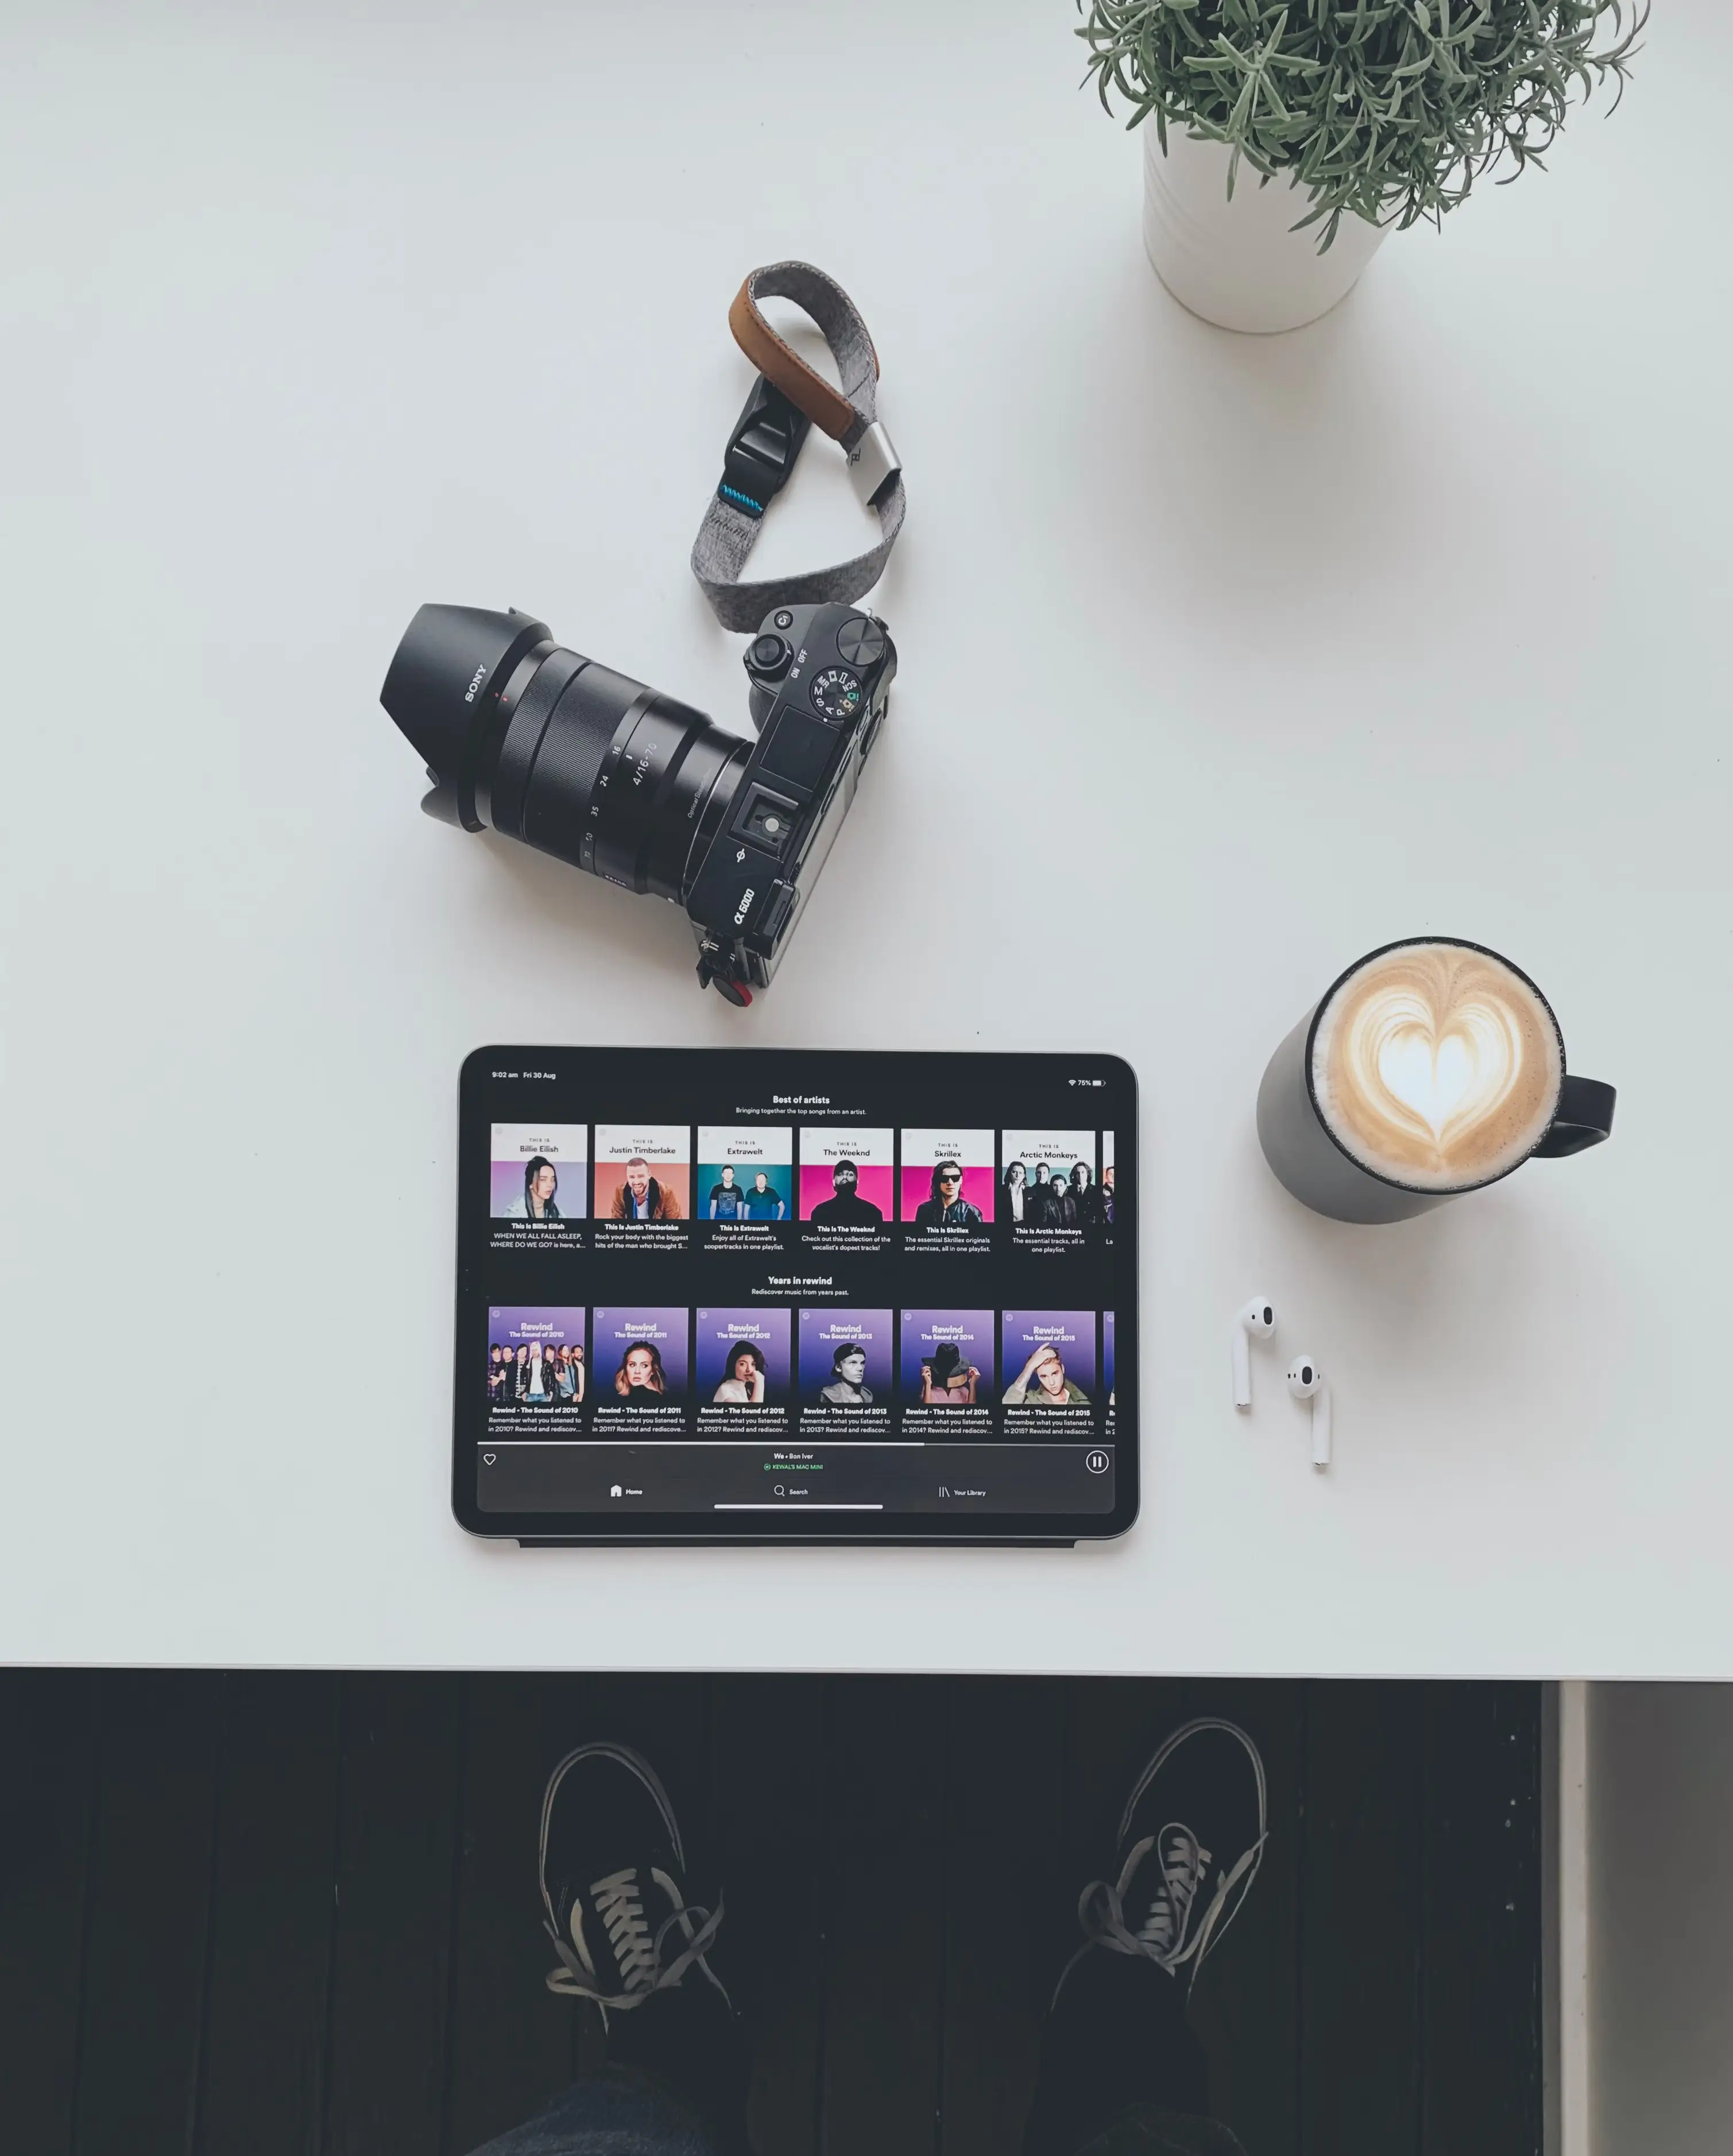 SONY
C1
ON OFF
M
S
A
P
16
24
35
50
70
4/16-70
α6000
9:02 am Fri 30 Aug
75%
Best of artists
Bringing together the top songs from an artist.
THIS IS
Billie Eilish
THIS IS
Justin Timberlake
THIS IS
Extrawelt
THIS IS
The Weeknd
THIS IS
Skrillex
THIS IS
Arctic Monkeys
This Is Billie Eilish
WHEN WE ALL FALL ASLEEP,
WHERE DO WE GO? is here, a...
This Is Justin Timberlake
Rock your body with the biggest
hits of the man who brought S...
This Is Extrawelt
Enjoy all of Extrawelt's
soopertracks in one playlist.
This Is The Weeknd
Check out this collection of the
vocalist's dopest tracks!
This Is Skrillex
The essential Skrillex originals
and remixes, all in one playlist.
This Is Arctic Monkeys
The essential tracks, all in
one playlist.
La
Years in rewind
Rediscover music from years past.
Rewind
The Sound of 2010
Rewind
The Sound of 2011
Rewind
The Sound of 2012
Rewind
The Sound of 2013
Rewind
The Sound of 2014
Rewind
The Sound of 2015
Rewind - The Sound of 2010
Remember what you listened to
in 2010? Rewind and rediscov...
Rewind - The Sound of 2011
Remember what you listened to
in 2011? Rewind and rediscove...
Rewind - The Sound of 2012
Remember what you listened to
in 2012? Rewind and rediscov...
Rewind - The Sound of 2013
Remember what you listened to
in 2013? Rewind and rediscov...
Rewind - The Sound of 2014
Remember what you listened to
in 2014? Rewind and rediscov...
Rewind - The Sound of 2015
Remember what you listened to
in 2015? Rewind and rediscov...
We • Bon Iver
KEWAL'S MAC MINI
Home
Search
Your Library